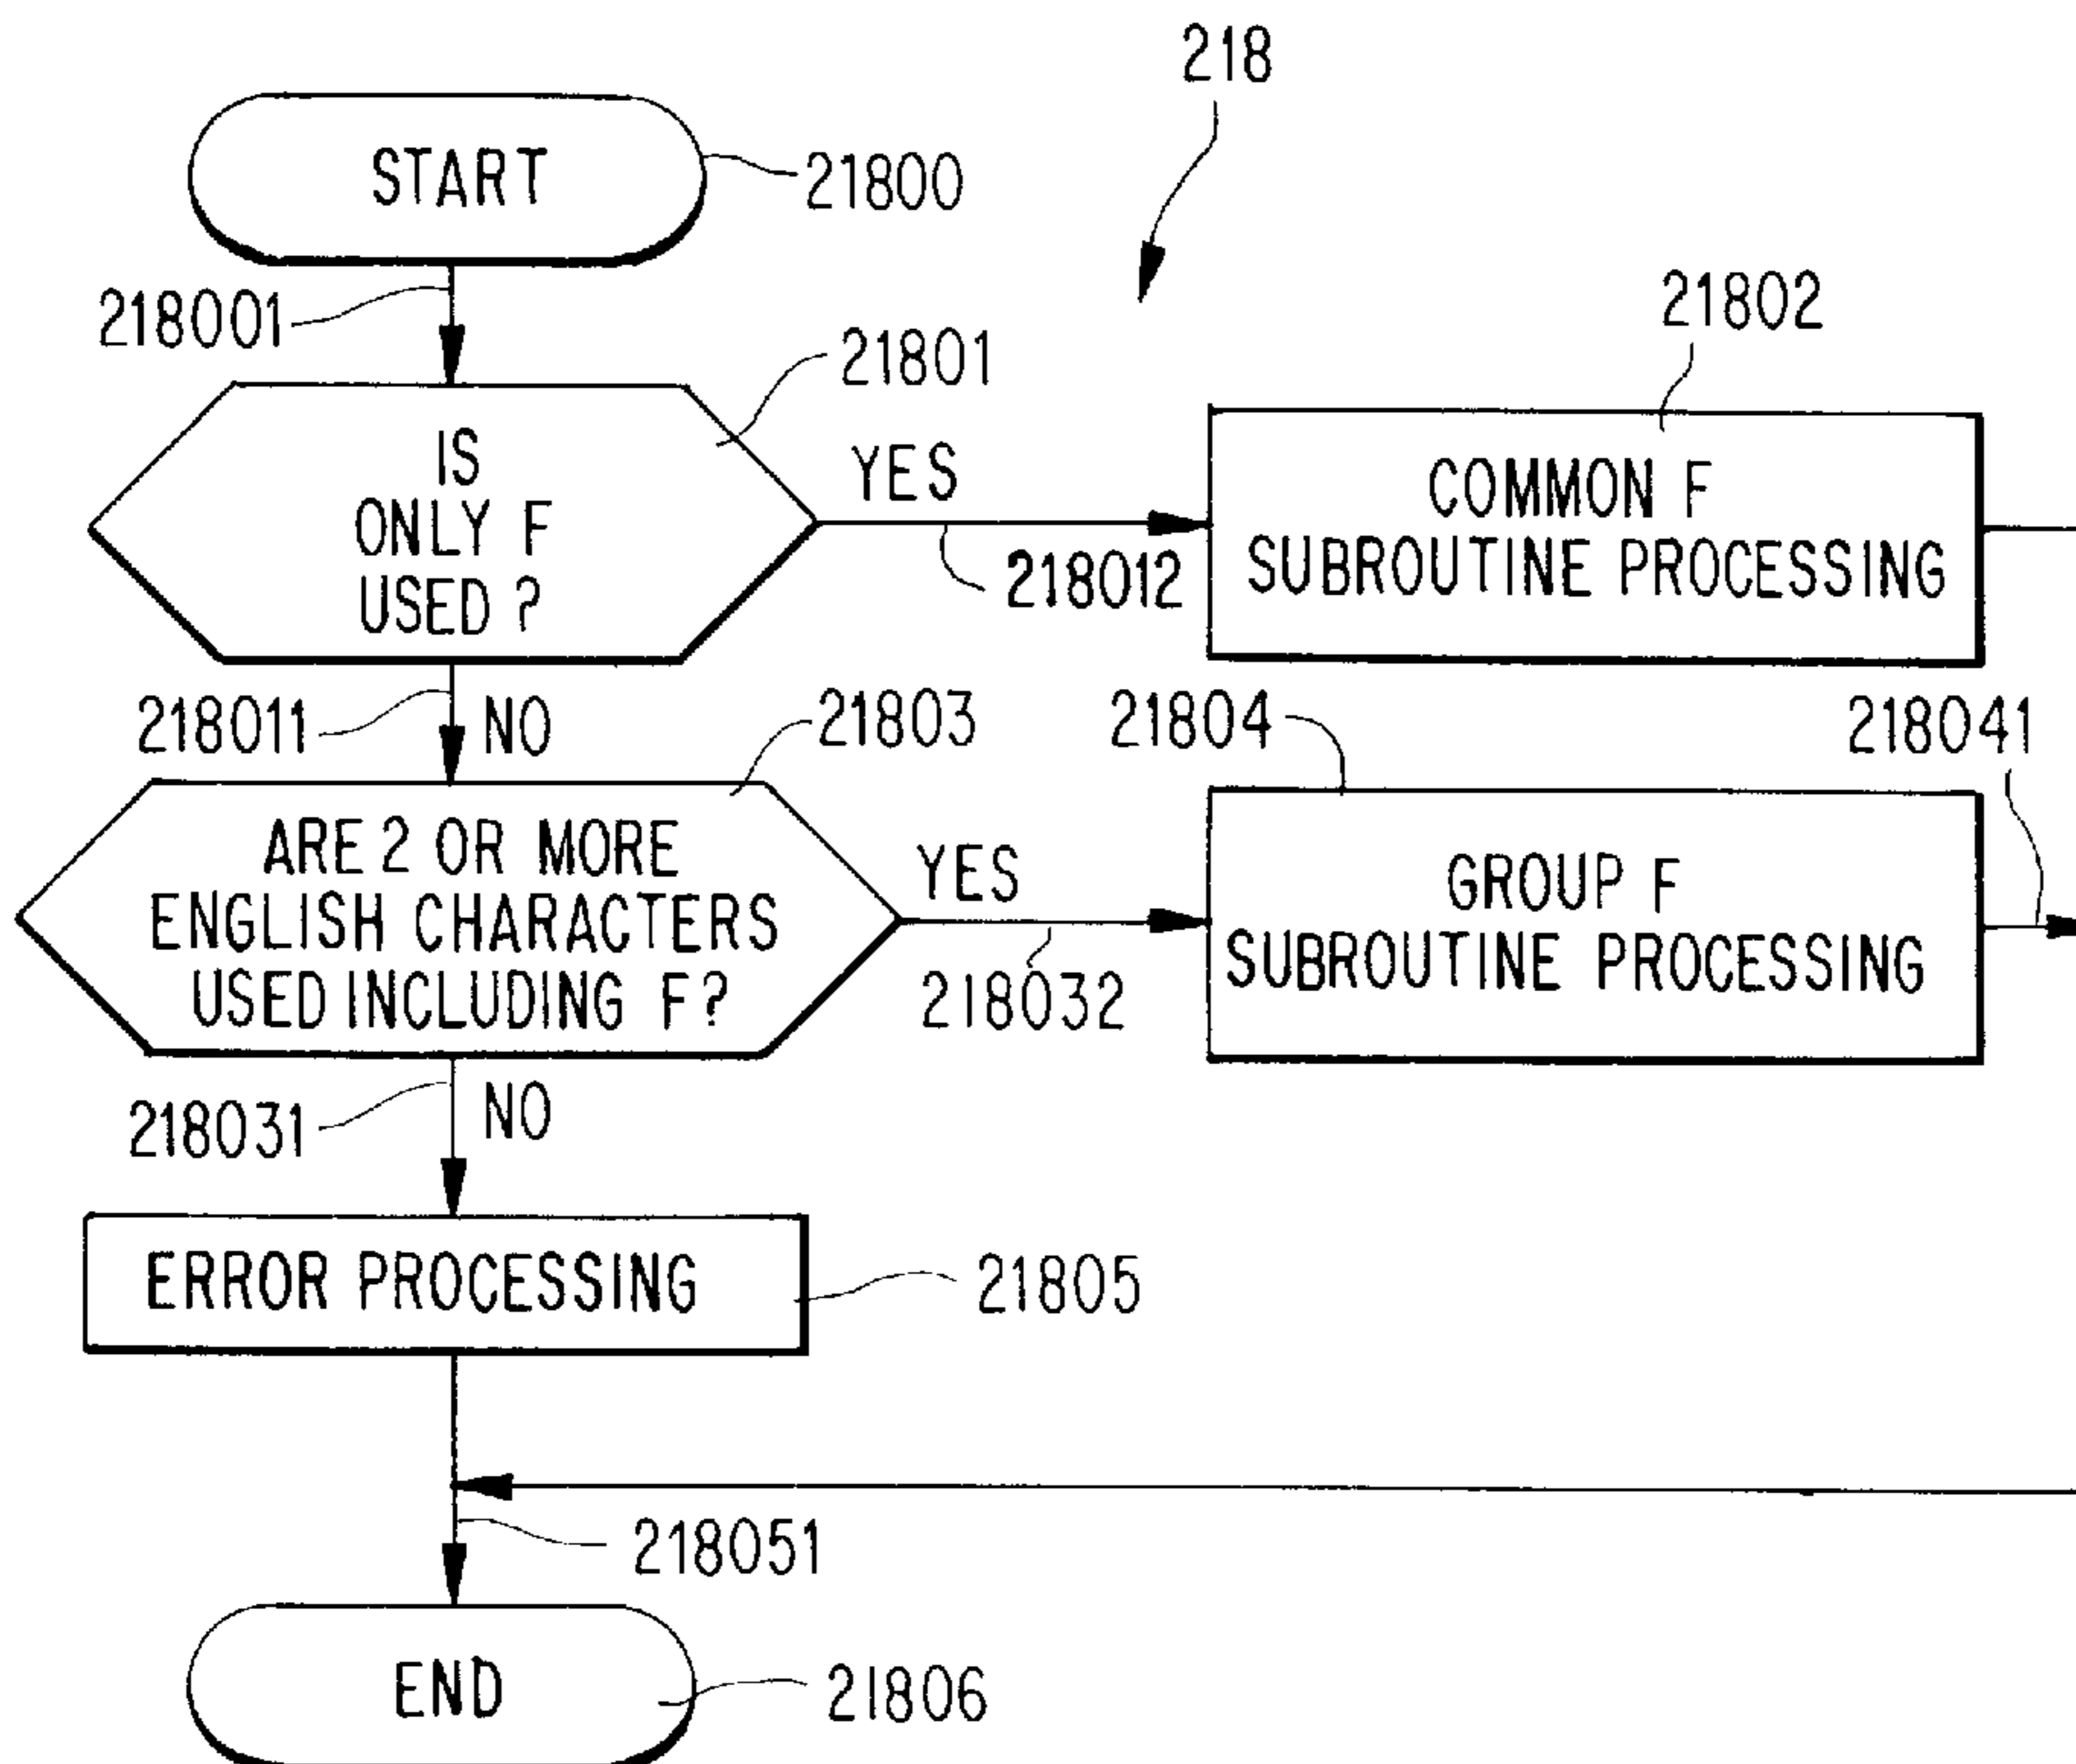 218
START
21800
218001
21801
21802
IS
ONLY F
USED ?
YES
218012
COMMON F
SUBROUTINE PROCESSING
218011
NO
21803
21804
218041
ARE 2 OR MORE
ENGLISH CHARACTERS
USED INCLUDING F?
YES
218032
GROUP F
SUBROUTINE PROCESSING
218031
NO
ERROR PROCESSING
21805
218051
END
21806